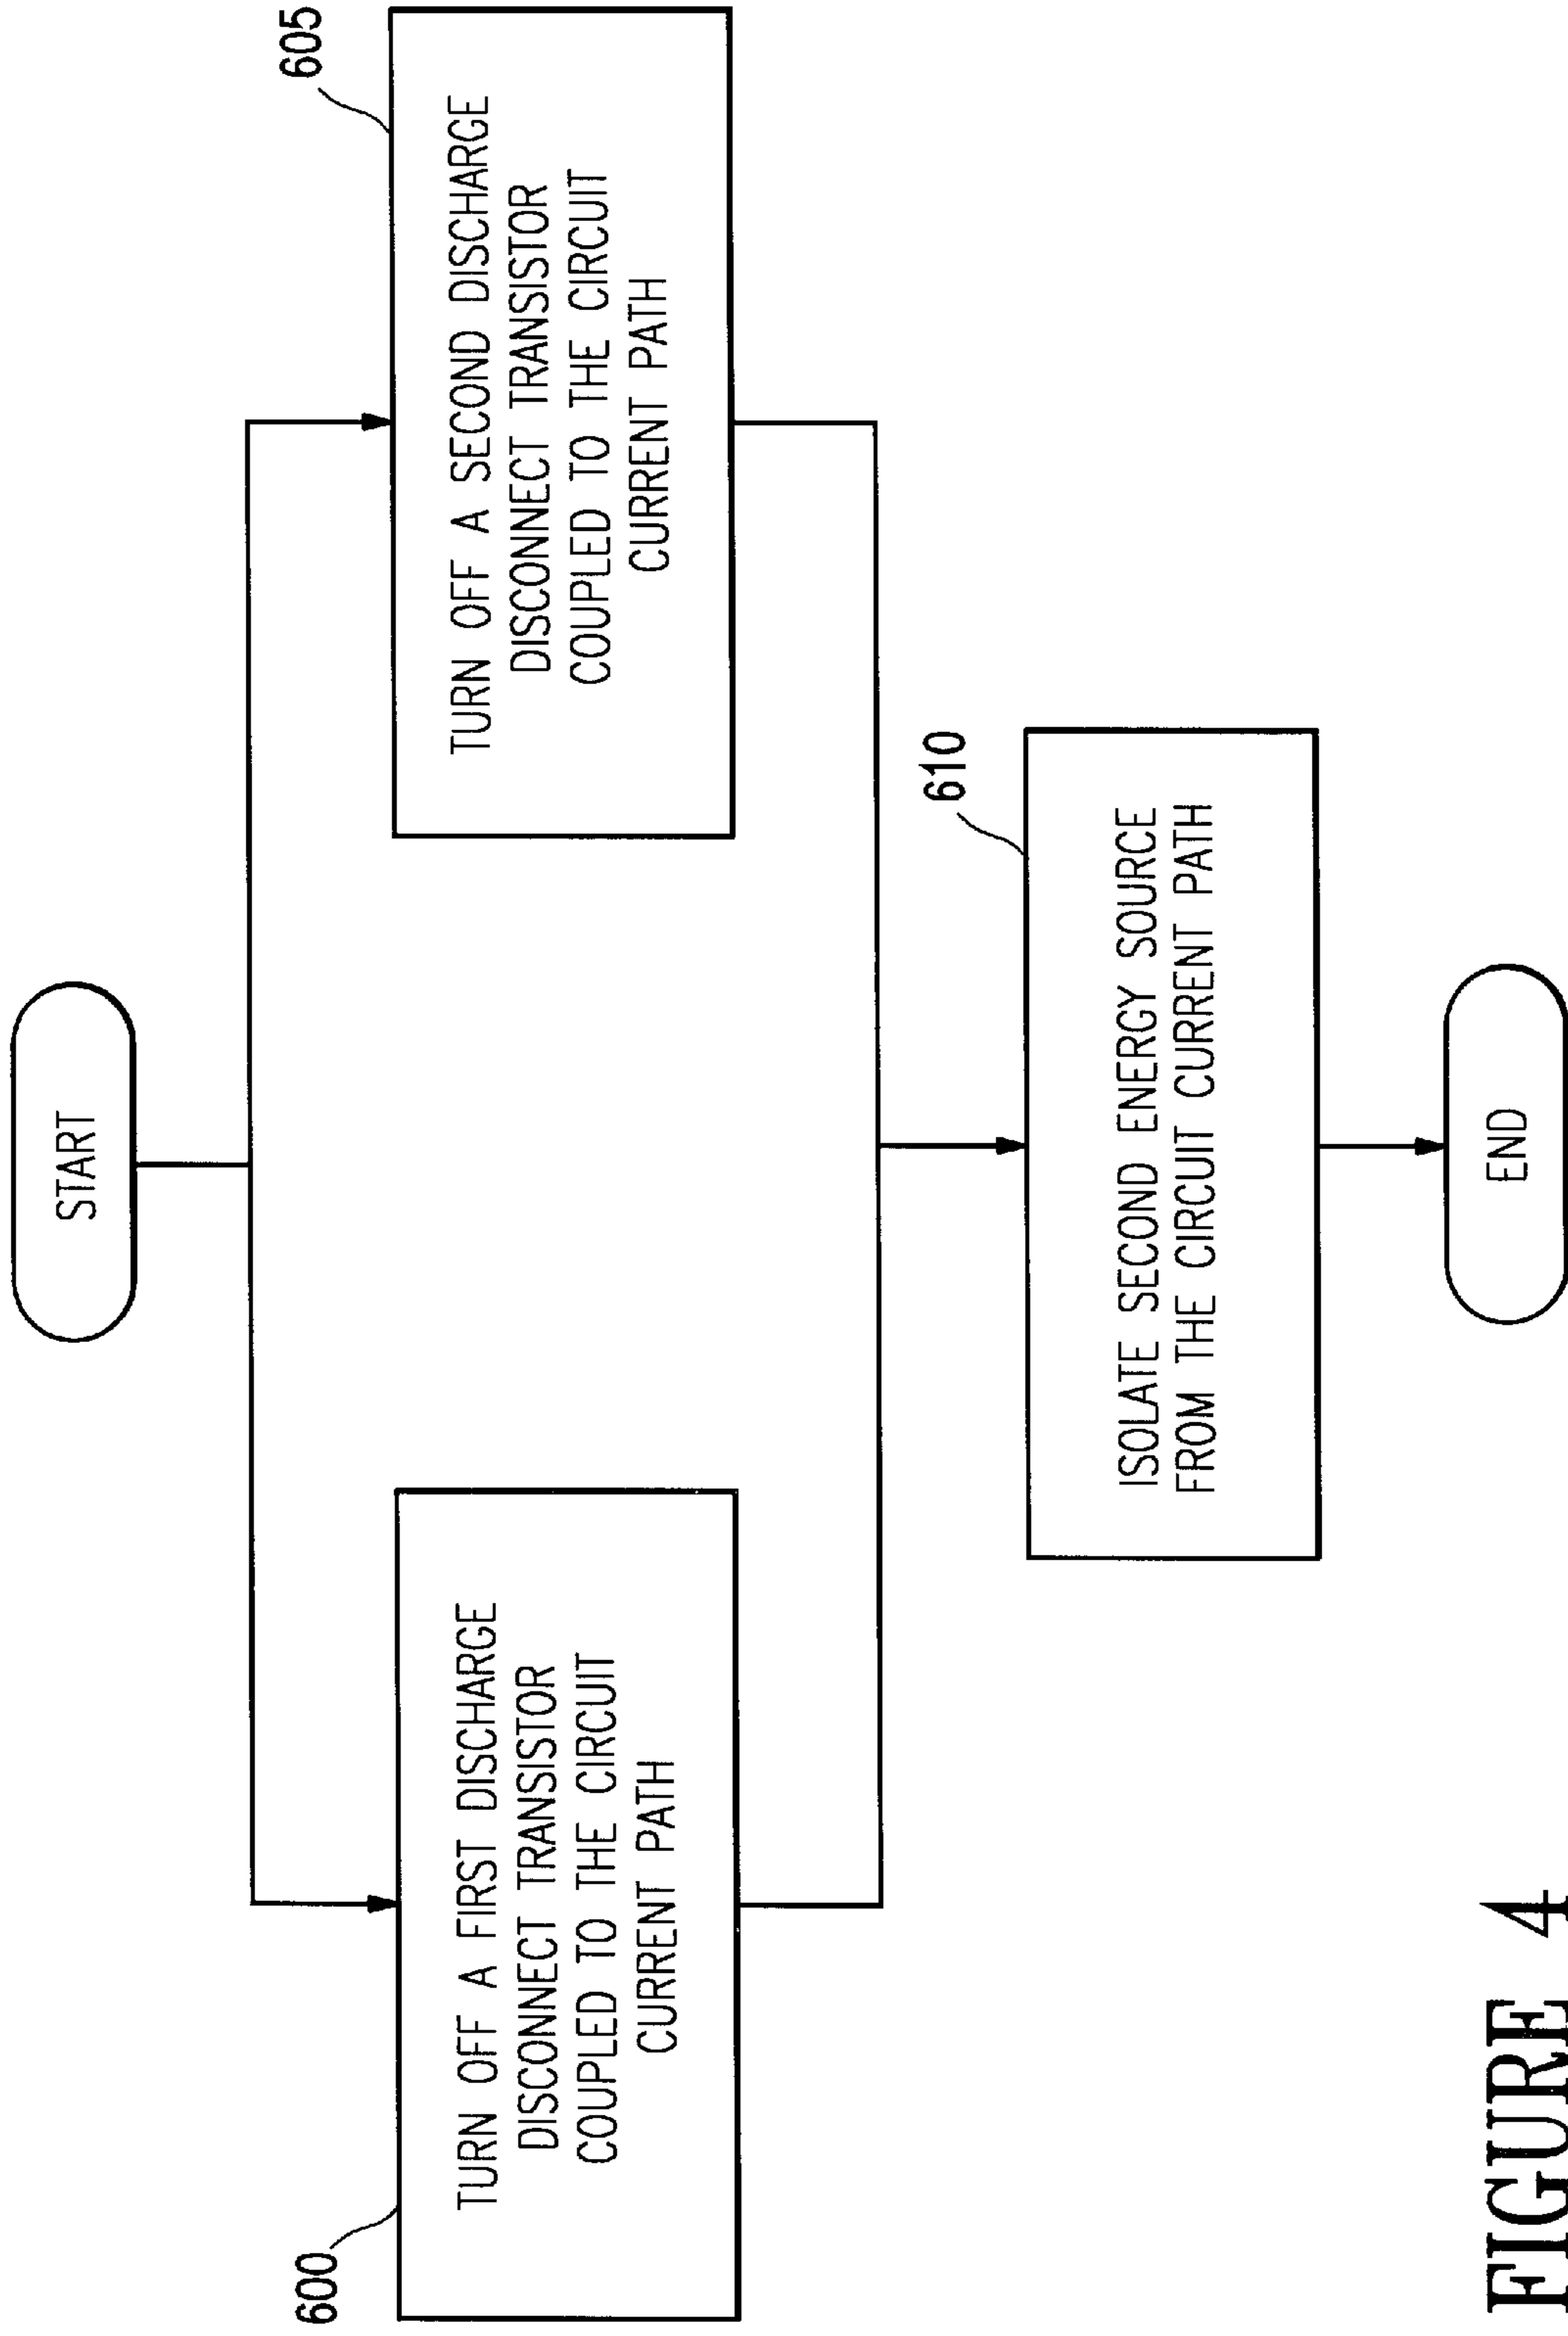 START
600
TURN OFF A FIRST DISCHARGE
DISCONNECT TRANSISTOR
COUPLED TO THE CIRCUIT
CURRENT PATH
605
TURN OFF A SECOND DISCHARGE
DISCONNECT TRANSISTOR
COUPLED TO THE CIRCUIT
CURRENT PATH
610
ISOLATE SECOND ENERGY SOURCE
FROM THE CIRCUIT CURRENT PATH
END
FIGURE 4